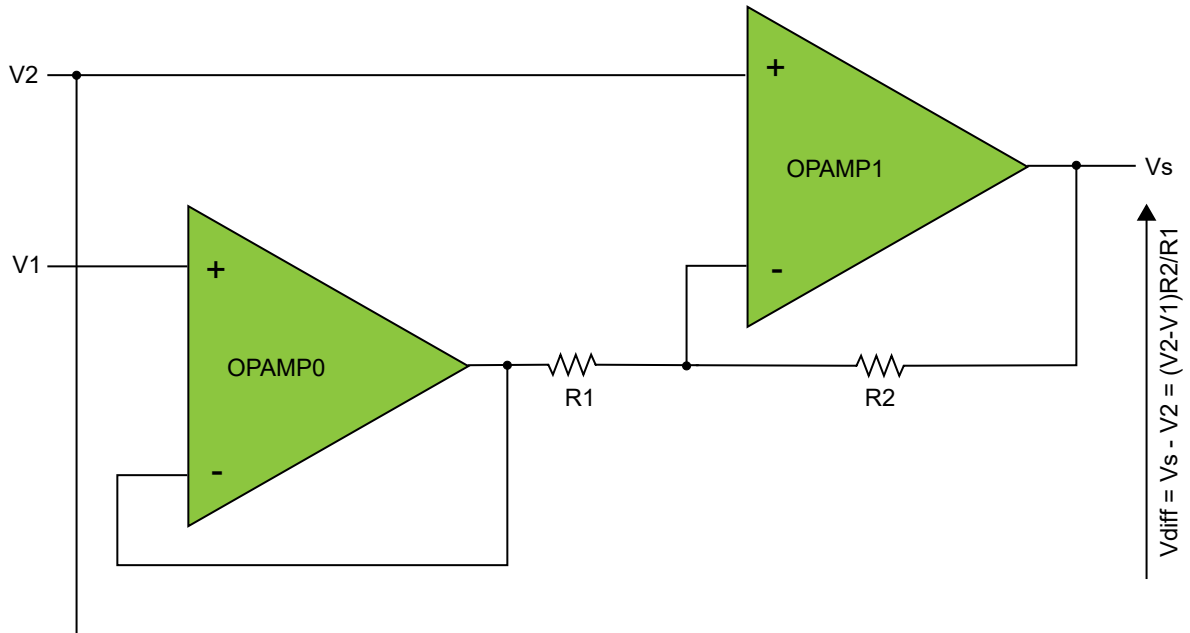 V2
+
OPAMP1
Vs
-
V1
+
OPAMP0
-
R1
R2
Vdiff = Vs - V2 = (V2-V1)R2/R1